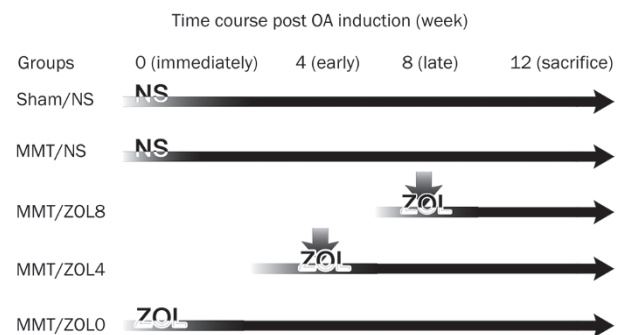 Time course post OA induction (week)
Groups 0 (immediately) 4 (early) 8 (late) 12 (sacrifice)
Sham/NS NS
MMT/NS NS
MMT/ZOL8 ZOL
MMT/ZOL4 ZOL
MMT/ZOL0 ZOL